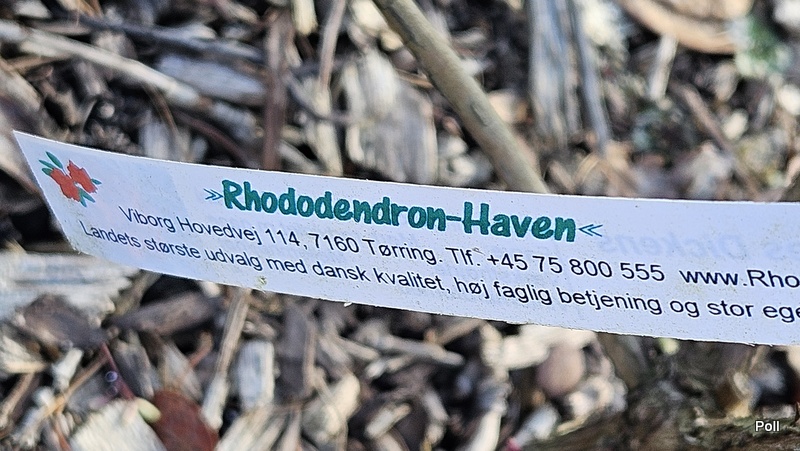 »Rhododendron-Haven«
Viborg Hovedvej 114, 7160 Tørring. Tlf. +45 75 800 555 www.Rho
Landets største udvalg med dansk kvalitet, høj faglig betjening og stor ege
Poll